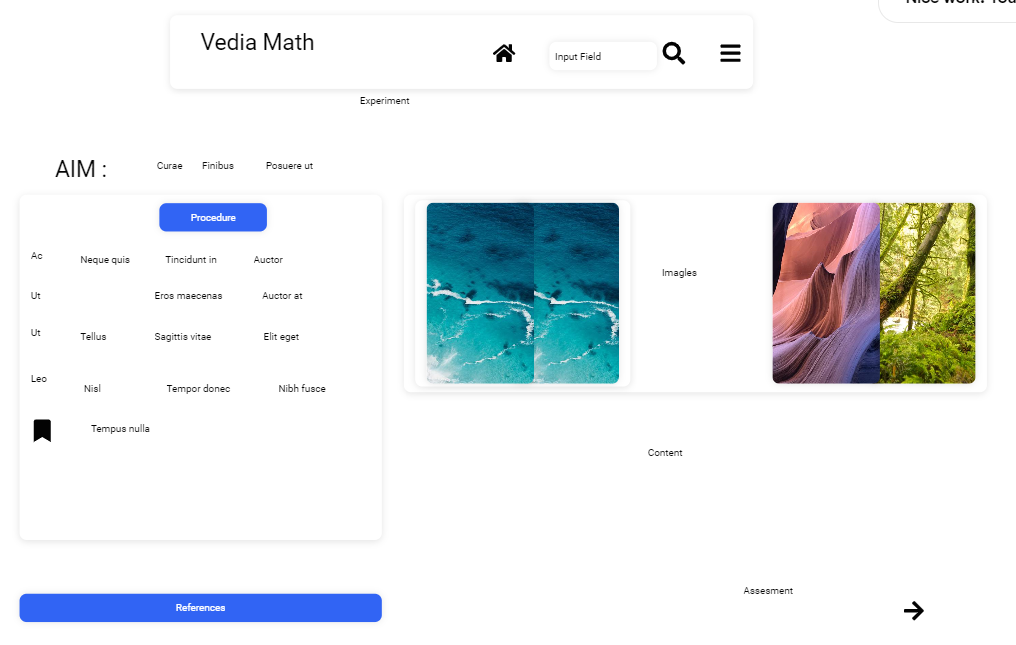 Nice work! You
Vedia Math
Input Field
Experiment
AIM :
Curae Finibus Posuere ut
Procedure
Ac Neque quis Tincidunt in Auctor
Ut Eros maecenas Auctor at
Ut Tellus Sagittis vitae Elit eget
Leo Nisl Tempor donec Nibh fusce
Tempus nulla
Imagles
Content
References
Assesment